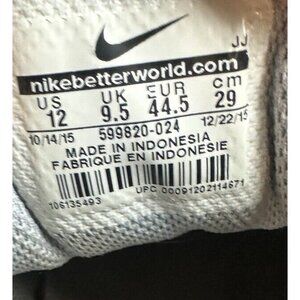 JJ
nikebetterworld.com
US UK EUR cm
12 9.5 44.5 29
10/14/15 599820-024 12/22/15
MADE IN INDONESIA
FABRIQUE EN INDONESIE
106135493
UPC 00091202114671